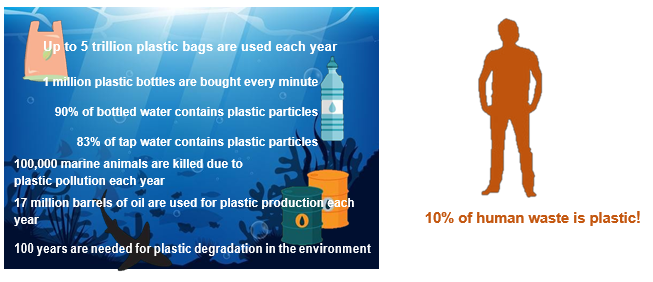 Up to 5 trillion plastic bags are used each year
1 million plastic bottles are bought every minute
90% of bottled water contains plastic particles
83% of tap water contains plastic particles
100,000 marine animals are killed due to
plastic pollution each year
17 million barrels of oil are used for plastic production each
year
100 years are needed for plastic degradation in the environment
10% of human waste is plastic!